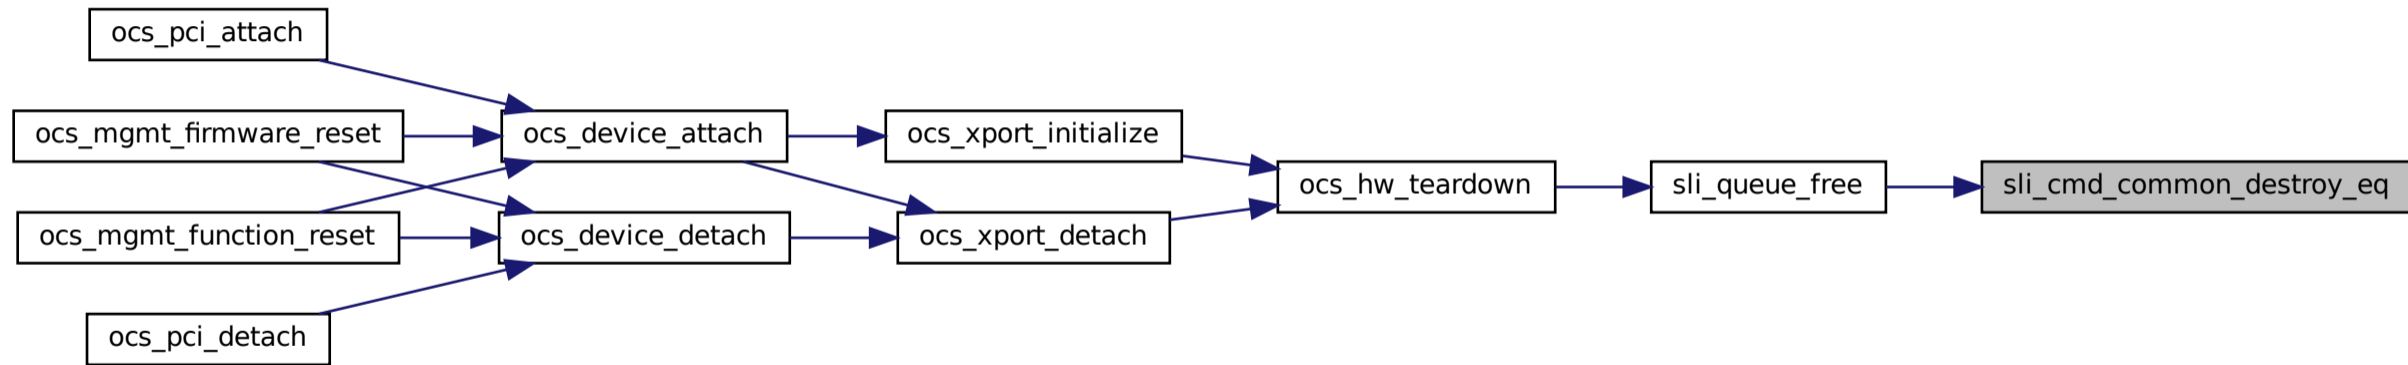 ocs_pci_attach
ocs_mgmt_firmware_reset
ocs_device_attach
ocs_xport_initialize
ocs_hw_teardown
sli_queue_free
sli_cmd_common_destroy_eq
ocs_mgmt_function_reset
ocs_device_detach
ocs_xport_detach
ocs_pci_detach